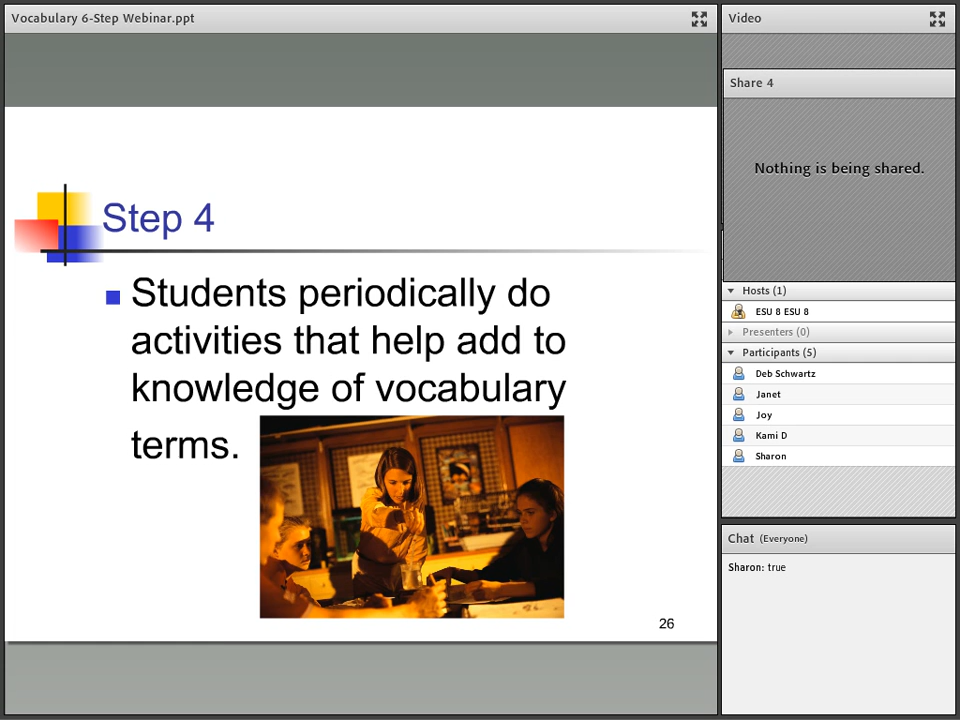 Vocabulary 6-Step Webinar.ppt
Step 4
Students periodically do
activities that help add to
knowledge of vocabulary
terms.
26
Video
Share 4
Nothing is being shared.
Hosts (1)
ESU 8 ESU 8
Presenters (0)
Participants (5)
Deb Schwartz
Janet
Joy
Kami D
Sharon
Chat (Everyone)
Sharon: true